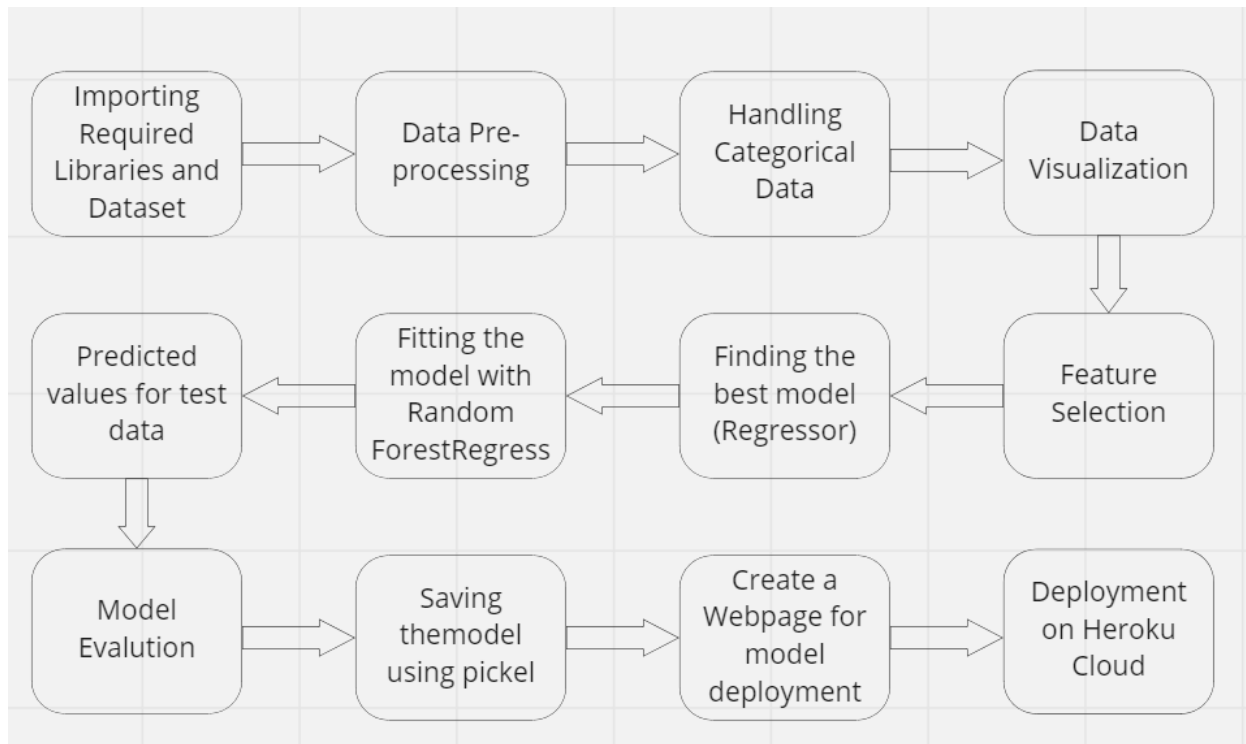 Importing
Required
Libraries and
Dataset
Data Pre-
processing
Handling
Categorical
Data
Data
Visualization
Feature
Selection
Finding the
best model
(Regressor)
Fitting the
model with
Random
ForestRegress
Predicted
values for test
data
Model
Evalution
Saving
themodel
using pickel
Create a
Webpage for
model
deployment
Deployment
on Heroku
Cloud